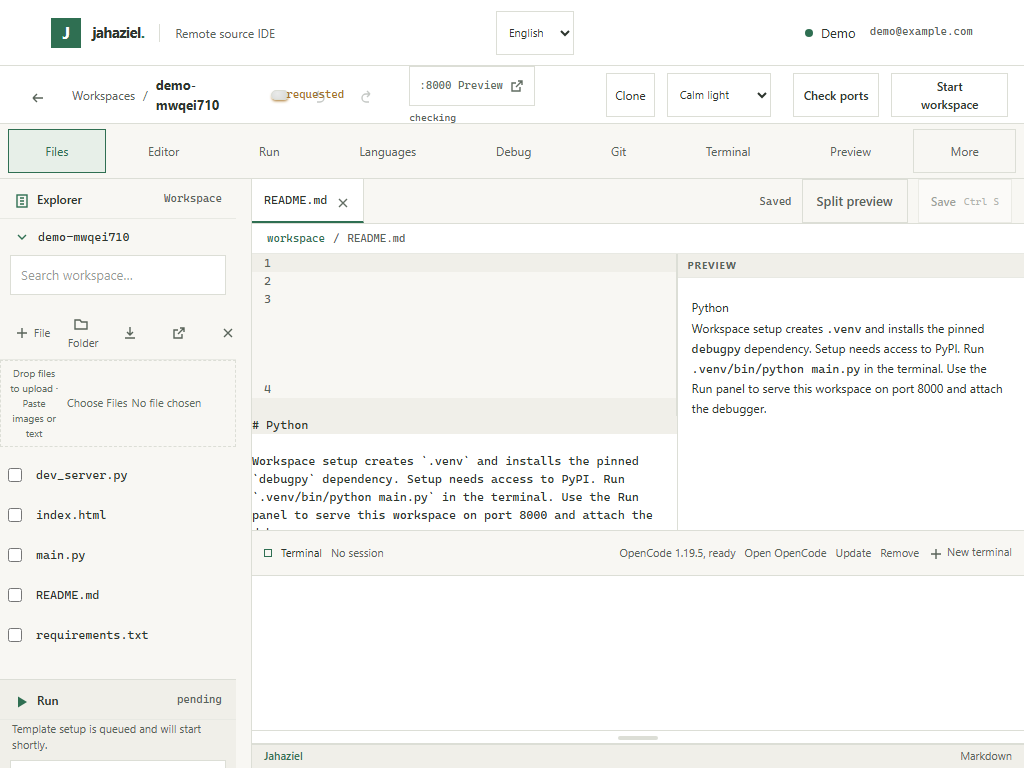 J jahaziel. Remote source IDE English Demo demo@example.com
Workspaces / demo-mwqei710 requested :8000 Preview checking Clone Calm light Check ports Start workspace
Files Editor Run Languages Debug Git Terminal Preview More
Explorer Workspace
demo-mwqei710
Search workspace...
File Folder
Drop files to upload · Paste images or text
Choose Files No file chosen
dev_server.py
index.html
main.py
README.md
requirements.txt
Run pending
Template setup is queued and will start
shortly.
README.md Saved Split preview Save Ctrl S
workspace / README.md
1
2
3
4
# Python
Workspace setup creates `.venv` and installs the pinned
`debugpy` dependency. Setup needs access to PyPI. Run
`.venv/bin/python main.py` in the terminal. Use the Run
panel to serve this workspace on port 8000 and attach the
PREVIEW
Python
Workspace setup creates .venv and installs the pinned
debugpy dependency. Setup needs access to PyPI. Run
.venv/bin/python main.py in the terminal. Use the
Run panel to serve this workspace on port 8000 and attach
the debugger.
Terminal No session OpenCode 1.19.5, ready Open OpenCode Update Remove New terminal
Jahaziel Markdown